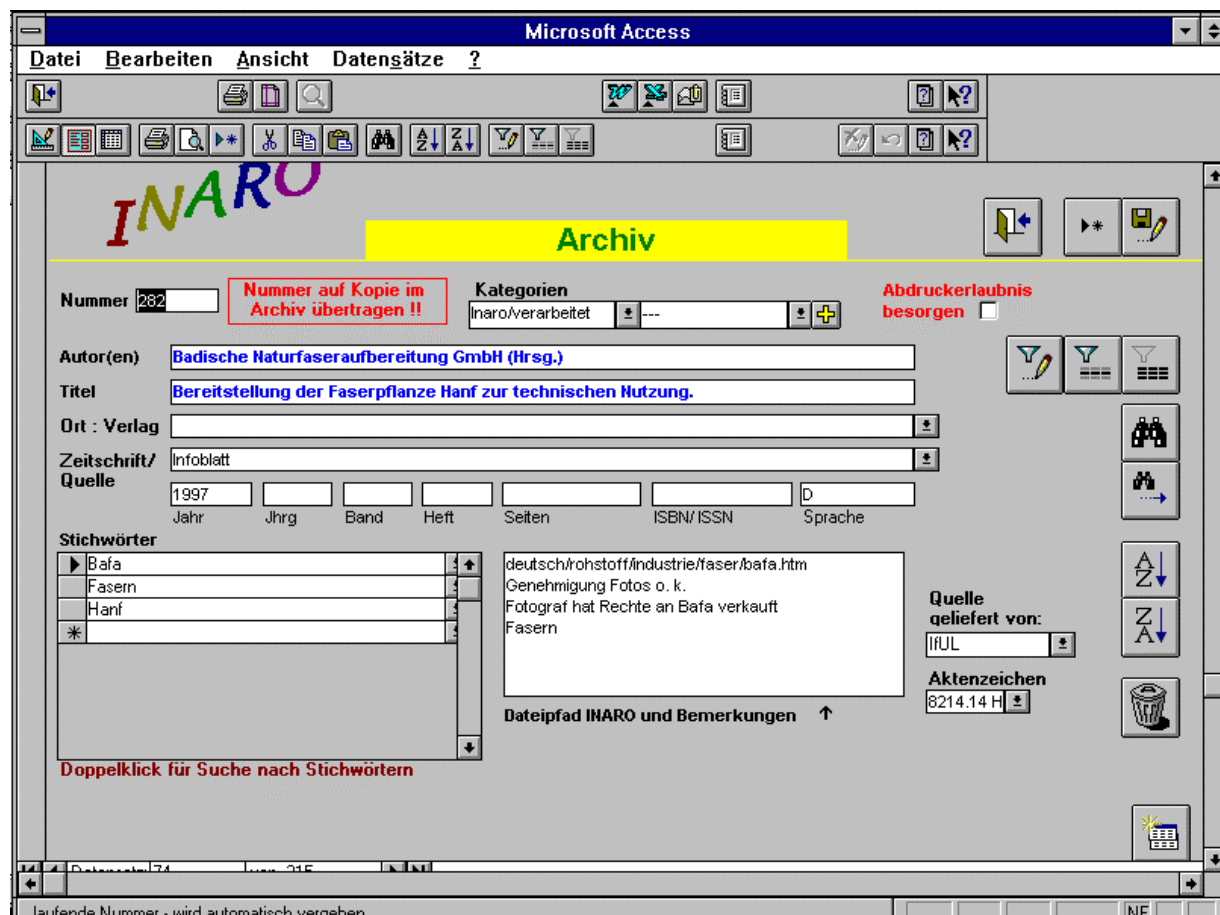 Microsoft Access
Datei Bearbeiten Ansicht Datensätze ?
INARO
Archiv
Nummer 282
Nummer auf Kopie im
Archiv übertragen !!
Kategorien
Inaro/verarbeitet ---
Abdruckerlaubnis
besorgen
Autor(en) Badische Naturfaseraufbereitung GmbH (Hrsg.)
Titel Bereitstellung der Faserpflanze Hanf zur technischen Nutzung.
Ort : Verlag
Zeitschrift/ Infoblatt
Quelle
1997 D
Jahr Jhrg Band Heft Seiten ISBN/ISSN Sprache
Stichwörter
Bafa
Fasern
Hanf
deutsch/rohstoff/industrie/faser/bafa.htm
Genehmigung Fotos o. k.
Fotograf hat Rechte an Bafa verkauft
Fasern
Quelle
geliefert von:
IfUL
Aktenzeichen
8214.14 H
Dateipfad INARO und Bemerkungen ↑
Doppelklick für Suche nach Stichwörtern
Datensatz 74 von 215
laufende Nummer - wird automatisch vergeben
NF